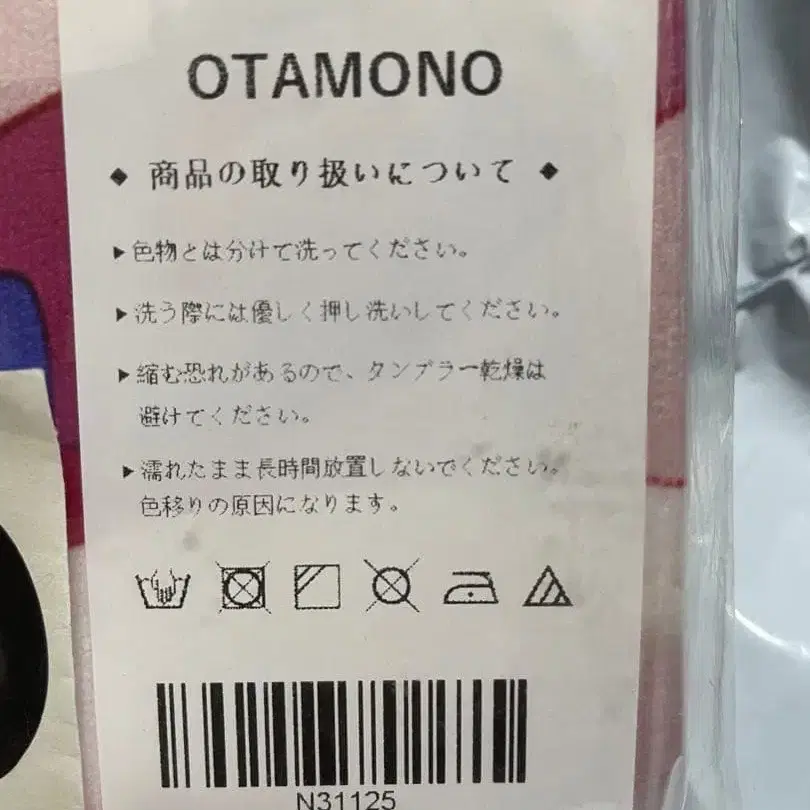 OTAMONO
◆ 商品の取り扱いについて ◆
▶色物とは分けて洗ってください。
▶洗う際には優しく押し洗いしてください。
▶縮む恐れがあるので、タンブラー乾燥は
避けてください。
▶濡れたまま長時間放置しないでください。
色移りの原因になります。
N31125